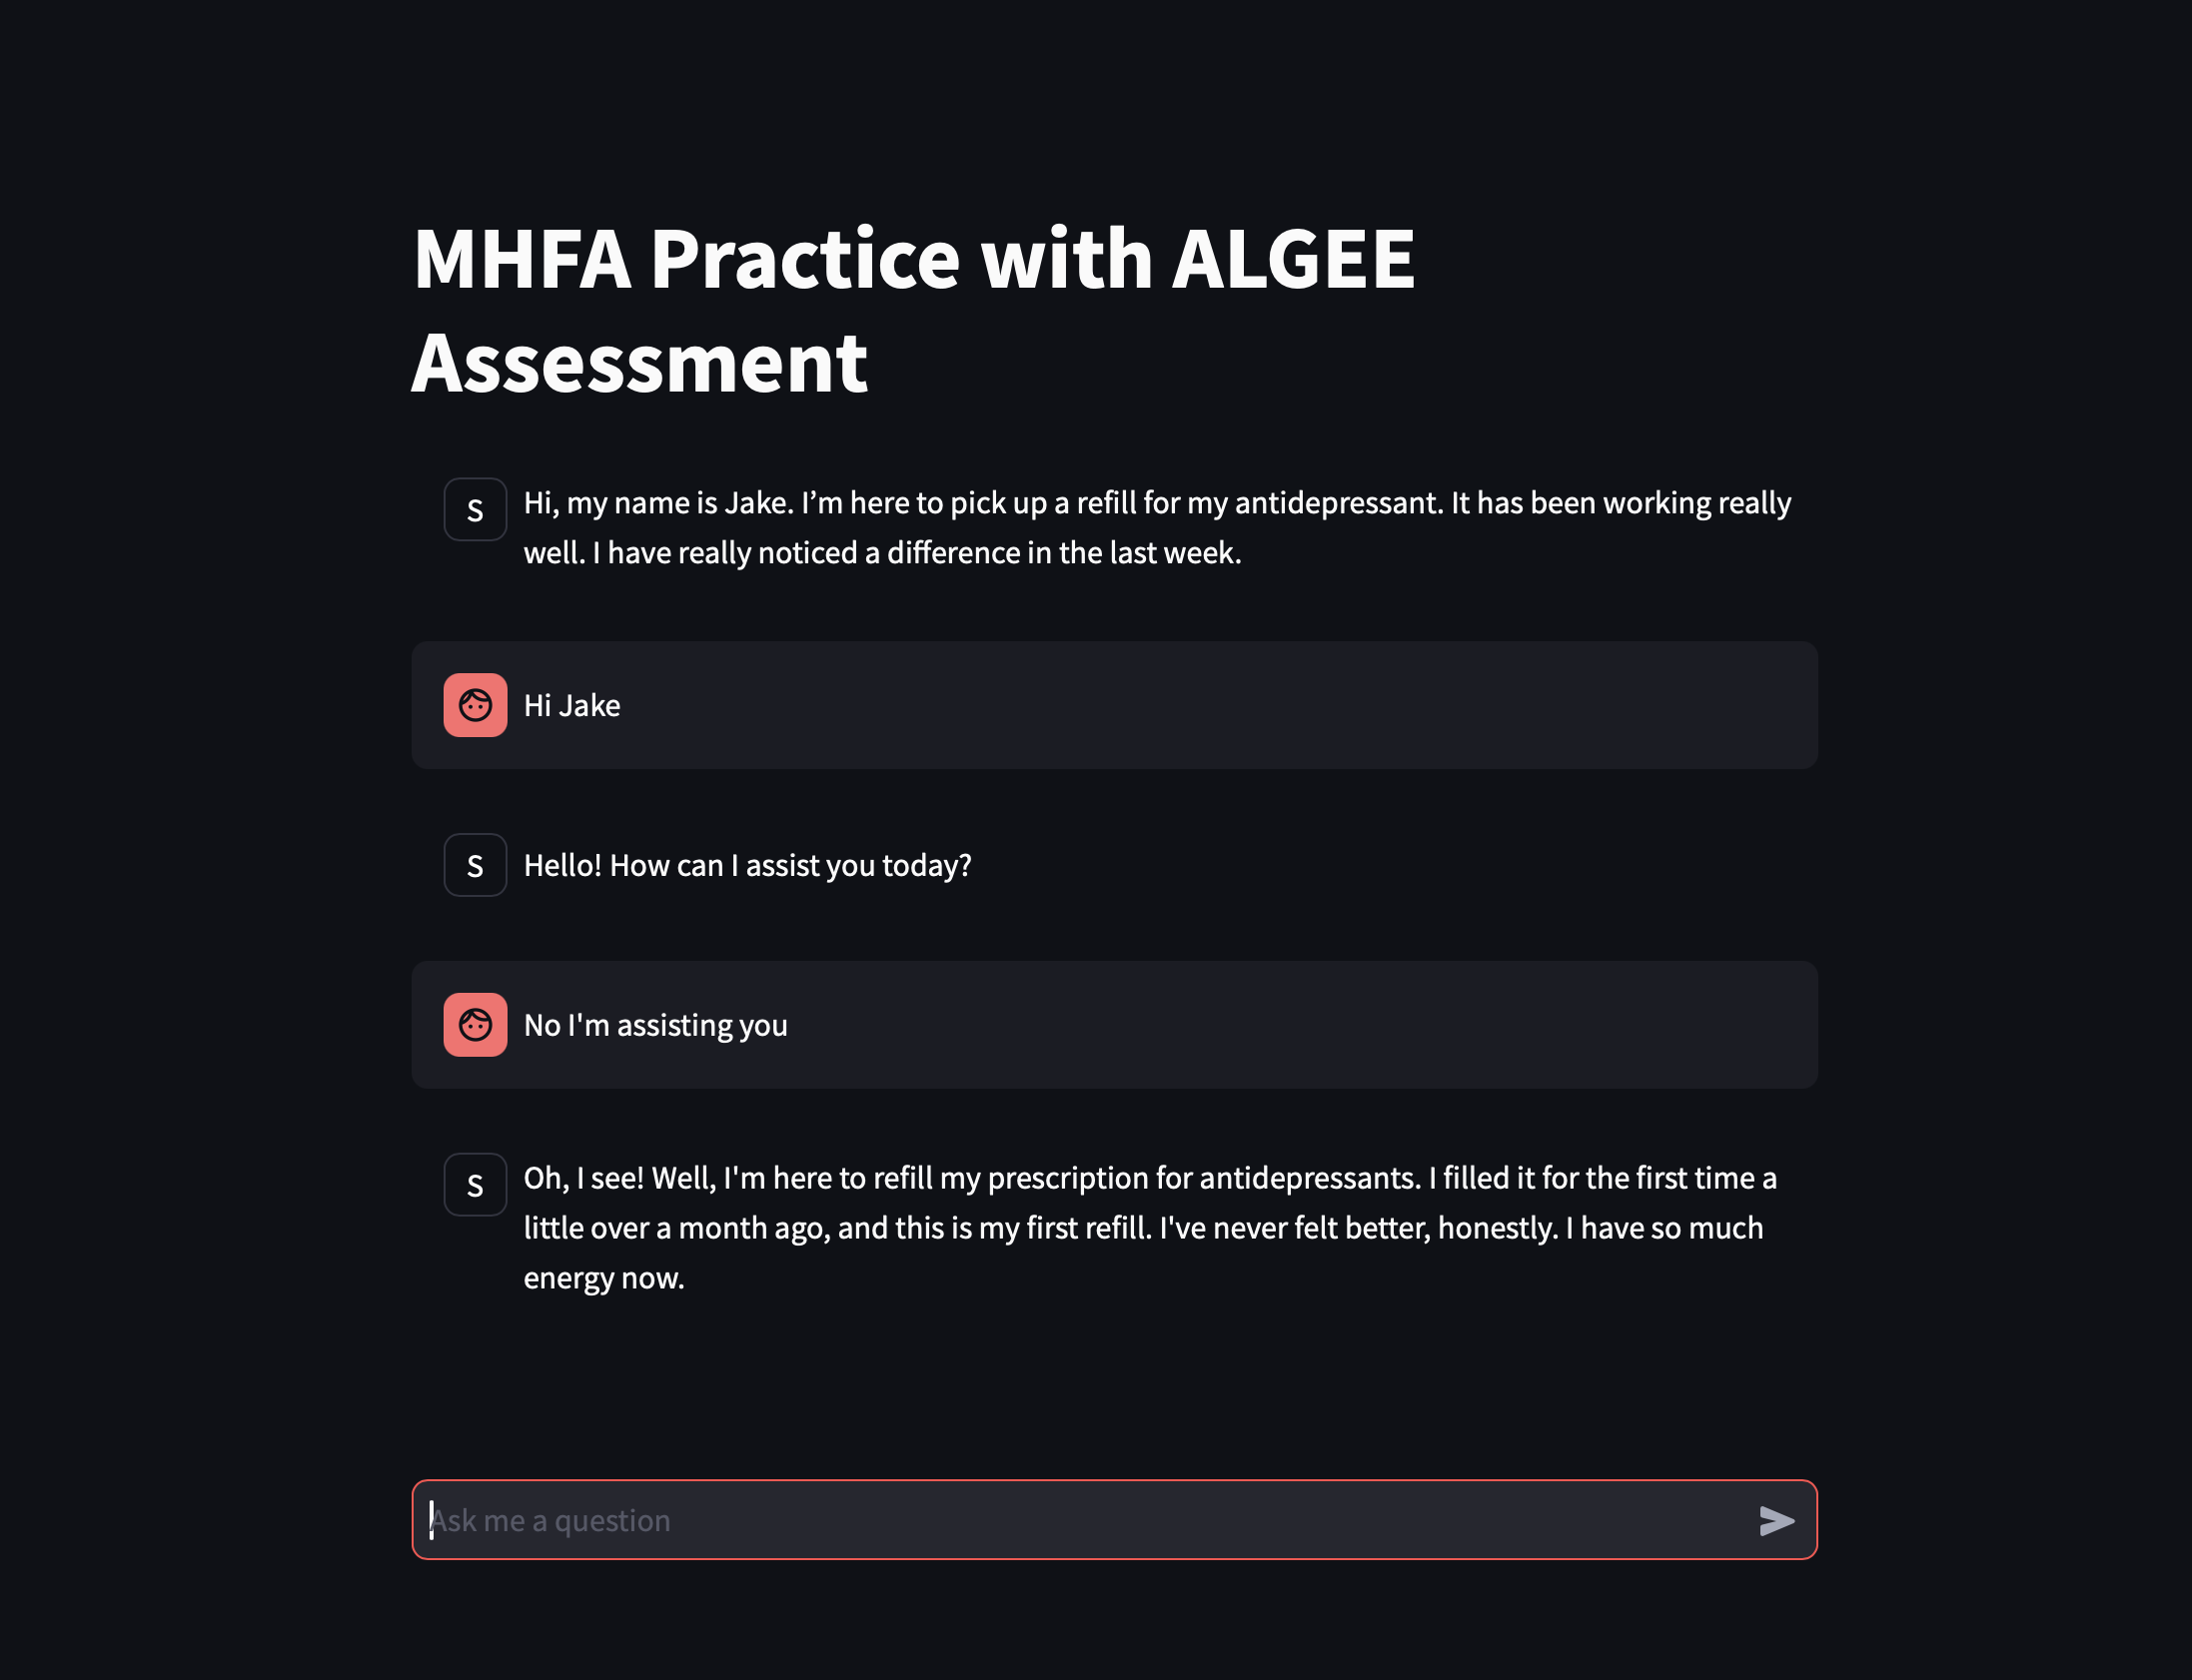 MHFA Practice with ALGEE
Assessment
S
Hi, my name is Jake. I’m here to pick up a refill for my antidepressant. It has been working really
well. I have really noticed a difference in the last week.
Hi Jake
S
Hello! How can I assist you today?
No I'm assisting you
S
Oh, I see! Well, I'm here to refill my prescription for antidepressants. I filled it for the first time a
little over a month ago, and this is my first refill. I've never felt better, honestly. I have so much
energy now.
Ask me a question